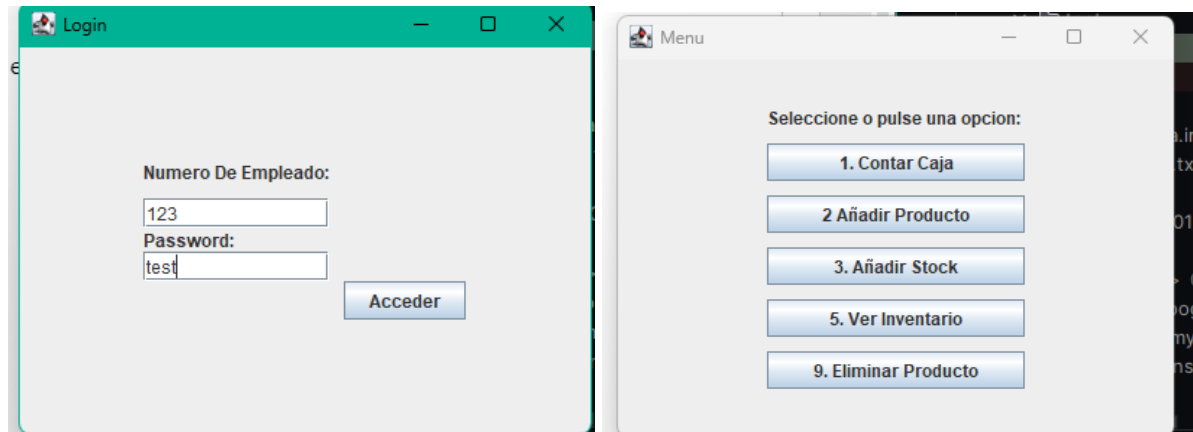 Login
Numero De Empleado:
123
Password:
test
Acceder
Menu
Seleccione o pulse una opcion:
1. Contar Caja
2 Añadir Producto
3. Añadir Stock
5. Ver Inventario
9. Eliminar Producto